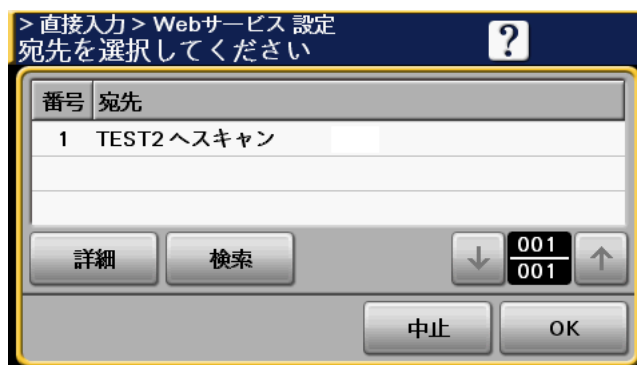 > 直接入力 > Webサービス 設定
宛先を選択してください
?
番号 宛先
1 TEST2 へスキャン
詳細 検索 ↓ 001 ↑
001
中止 OK